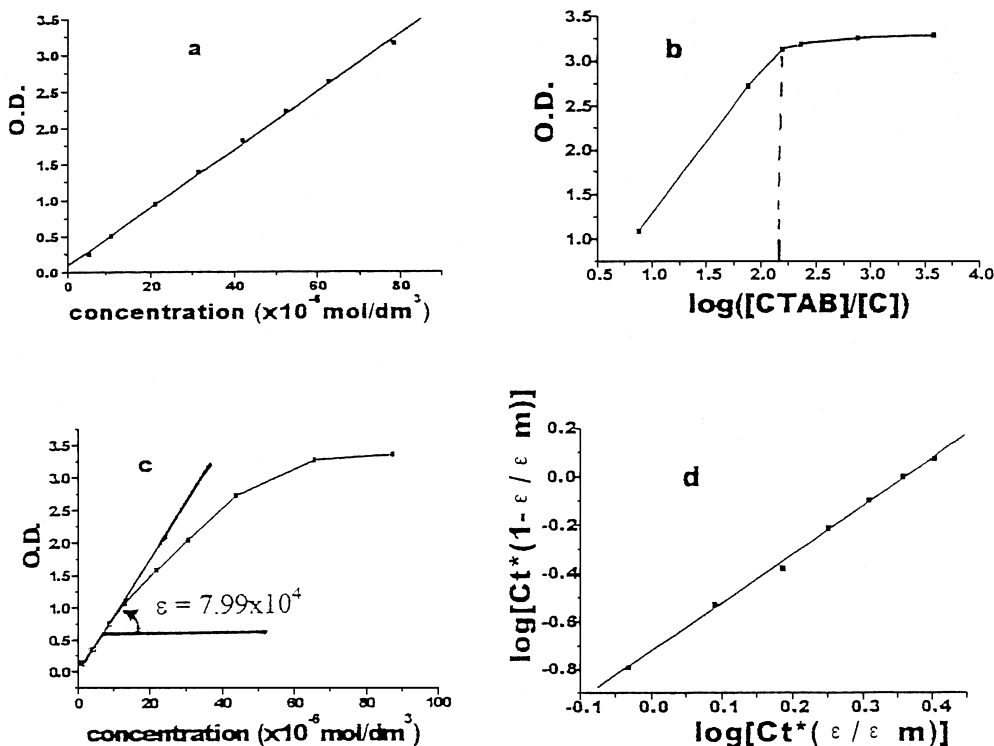 a
3.5
3.0
2.5
2.0
1.5
1.0
0.5
0.0
O.D.
0 20 40 60 80
concentration (x10⁻⁶ mol/dm³)
b
3.5
3.0
2.5
2.0
1.5
1.0
O.D.
0.5 1.0 1.5 2.0 2.5 3.0 3.5 4.0
log([CTAB]/[C])
c
3.5
3.0
2.5
2.0
1.5
1.0
0.5
0.0
O.D.
ε = 7.99x10⁴
0 20 40 60 80 100
concentration (x10⁻⁶ mol/dm³)
d
0.2
0.0
-0.2
-0.4
-0.6
-0.8
log[Ct*(1- ε / ε m)]
-0.1 0.0 0.1 0.2 0.3 0.4
log[Ct*( ε / ε m)]